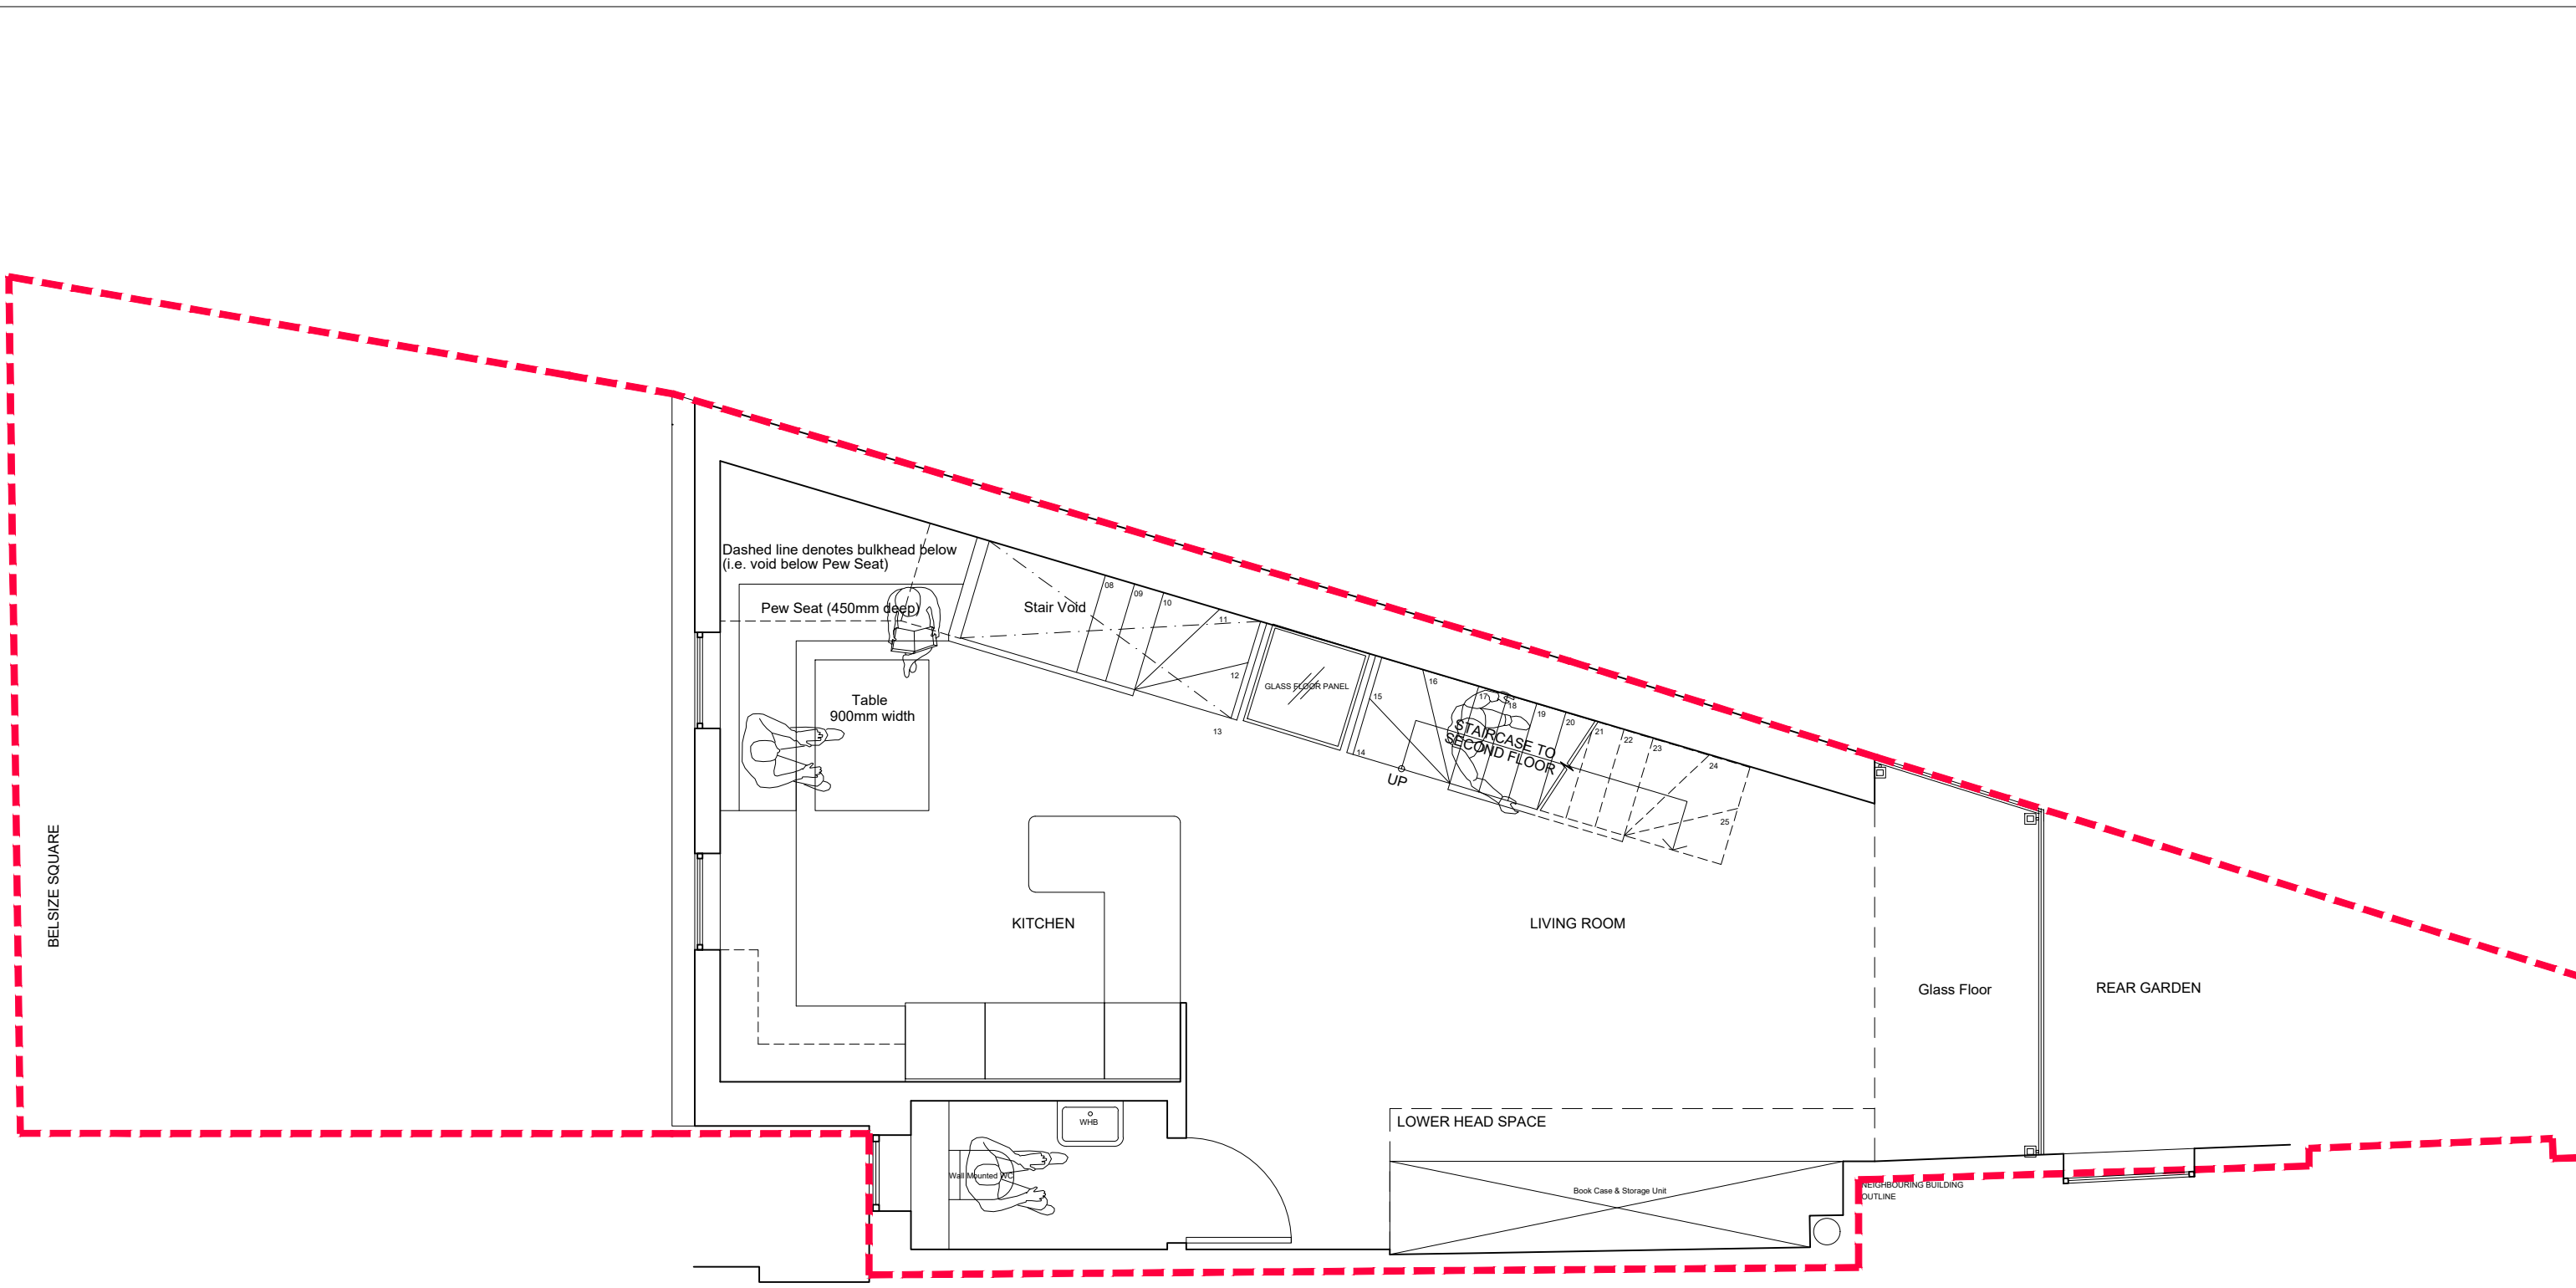 Dashed line denotes bulkhead below
(i.e. void below Pew Seat)
Pew Seat (450mm deep)
Stair Void
08
09
10
11
12
13
GLASS FLOOR PANEL
Table
900mm width
14
15
16
17
18
19
20
21
22
23
24
25
STAIRCASE TO
SECOND FLOOR
UP
BELSIZE SQUARE
KITCHEN
LIVING ROOM
Glass Floor
REAR GARDEN
LOWER HEAD SPACE
WHB
Wall Mounted WC
Book Case & Storage Unit
NEIGHBOURING BUILDING
OUTLINE